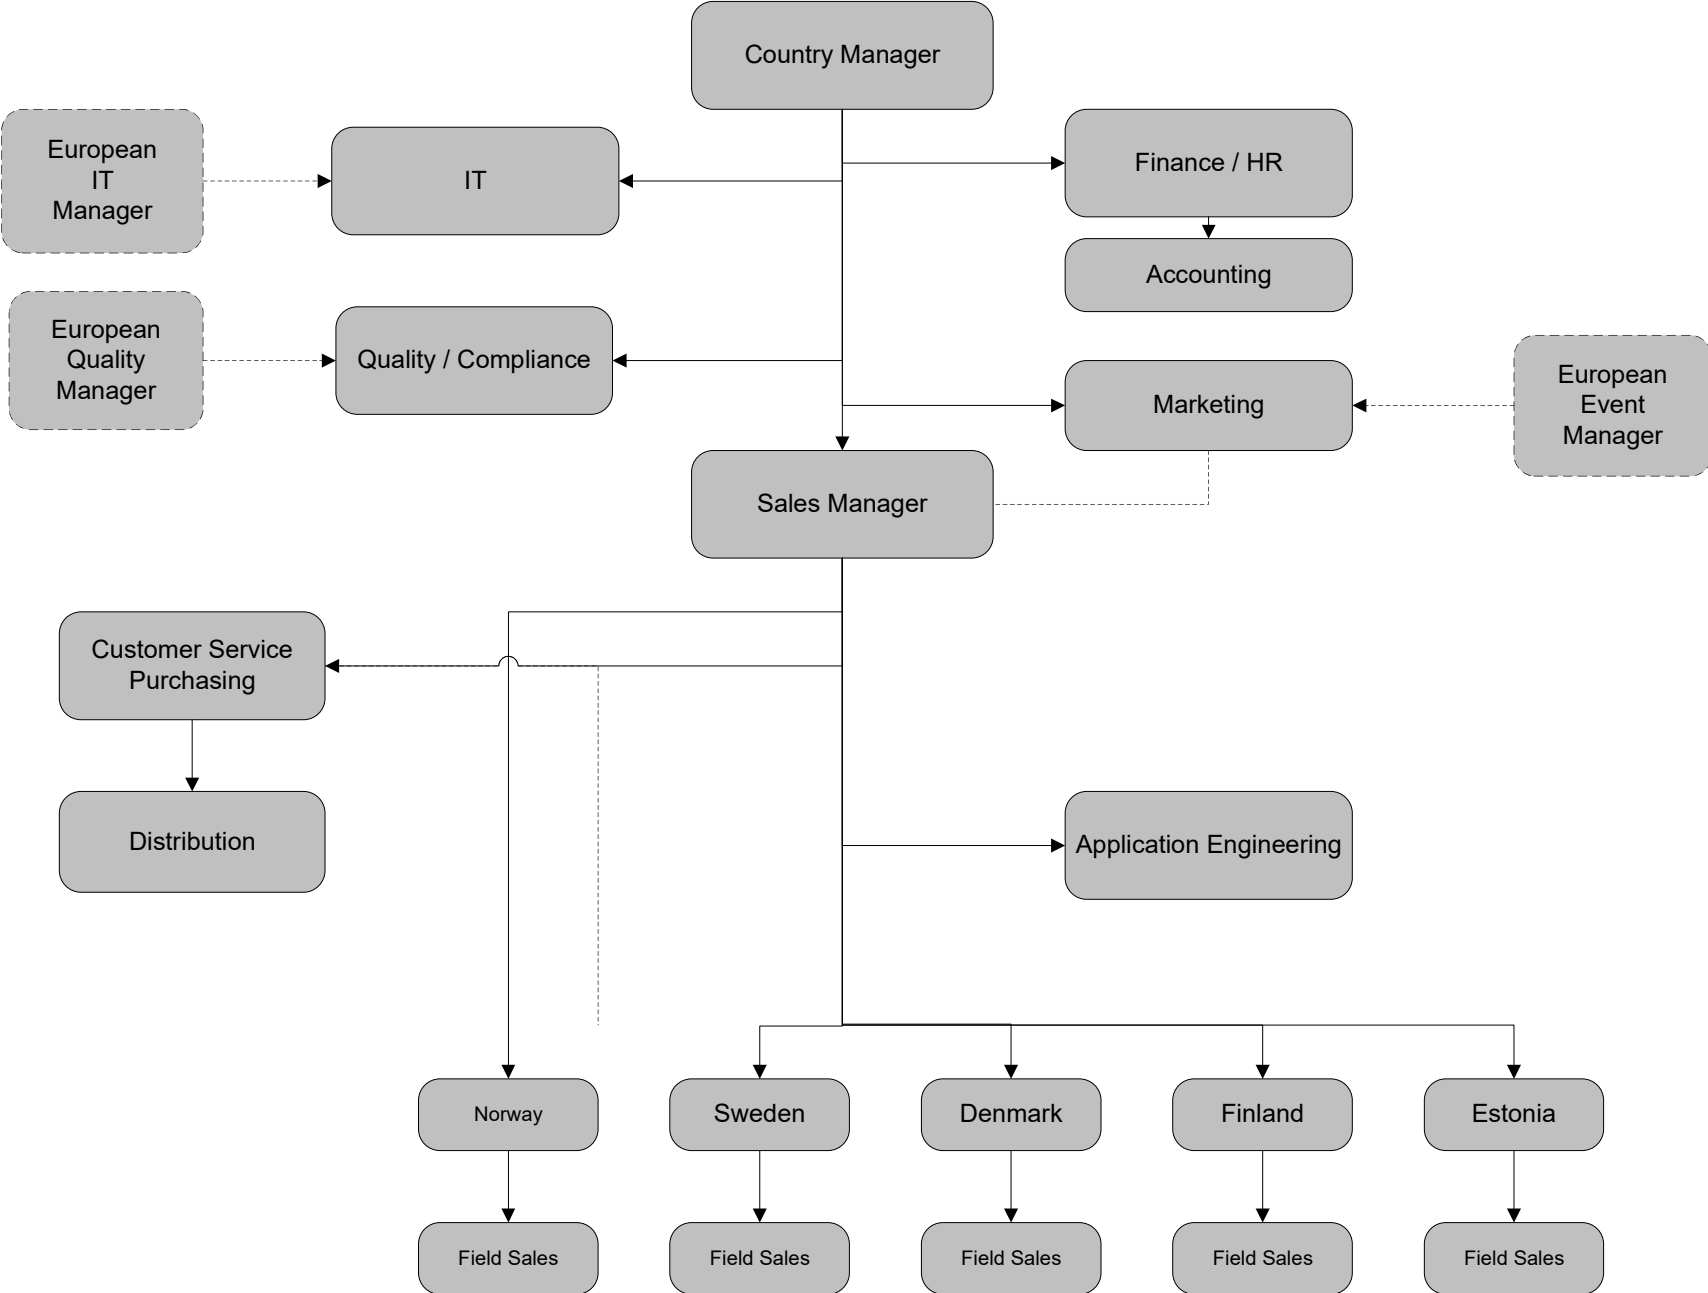 Country Manager
European
IT
Manager
IT
Finance / HR
Accounting
European
Quality
Manager
Quality / Compliance
Marketing
European
Event
Manager
Sales Manager
Customer Service
Purchasing
Distribution
Application Engineering
Norway
Sweden
Denmark
Finland
Estonia
Field Sales
Field Sales
Field Sales
Field Sales
Field Sales